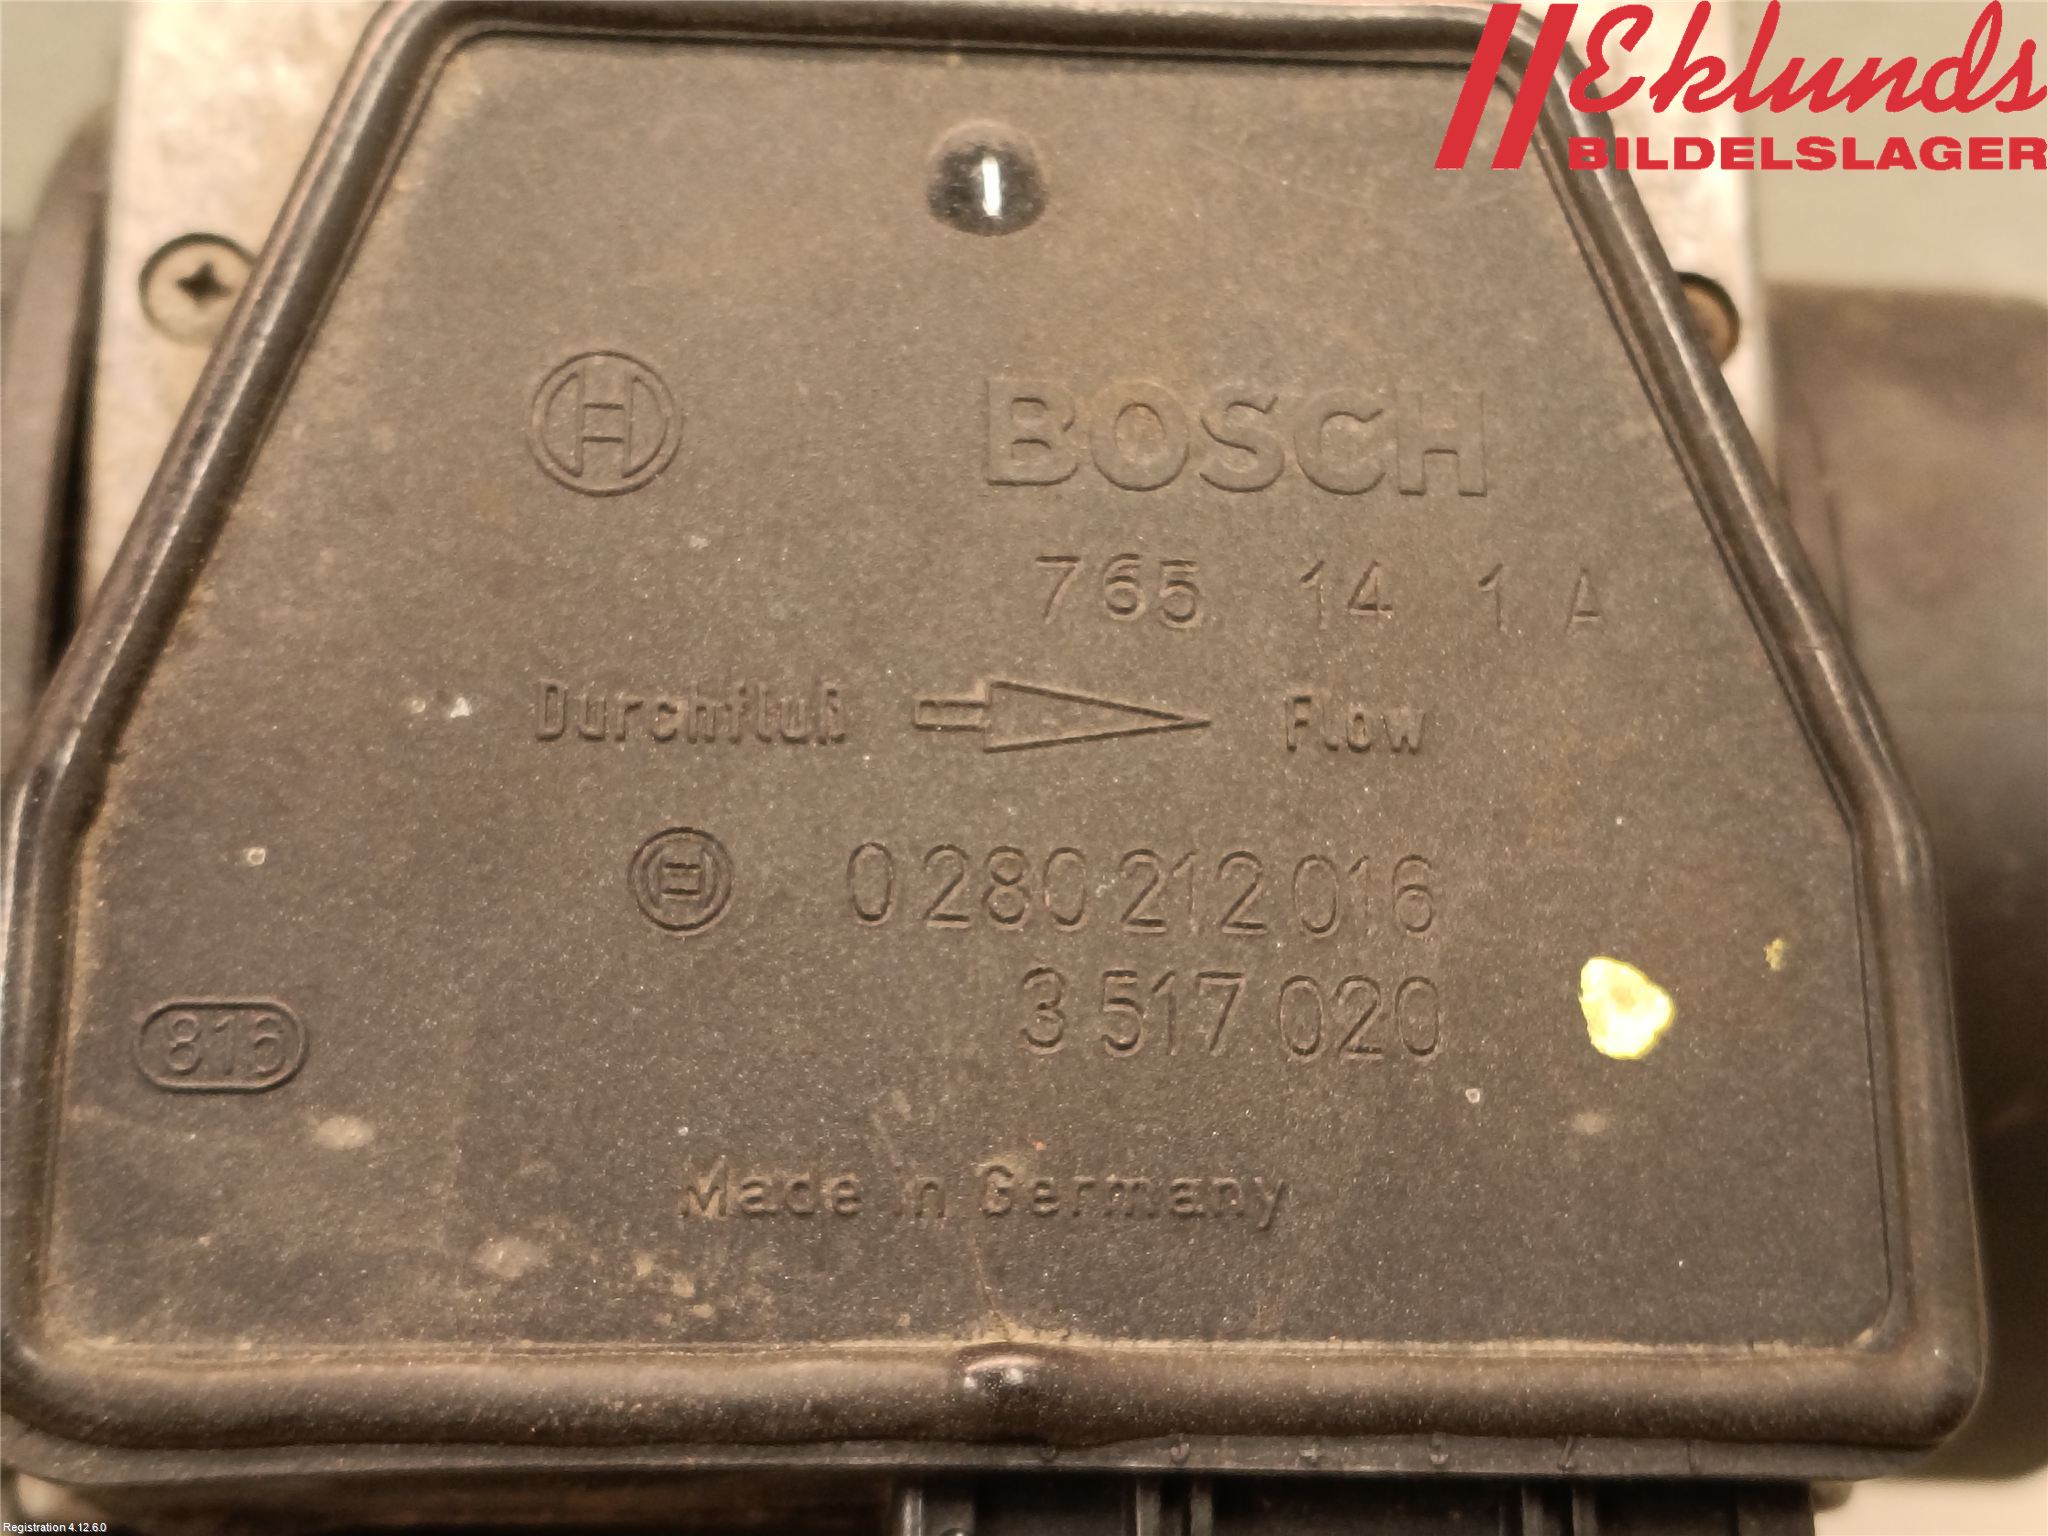 Eklunds
BILDELSLAGER
BOSCH
765 14 1 A
Durchfluß Flow
0 280 212 016
3 517 020
816
Made in Germany
Registration 4.12.6.0